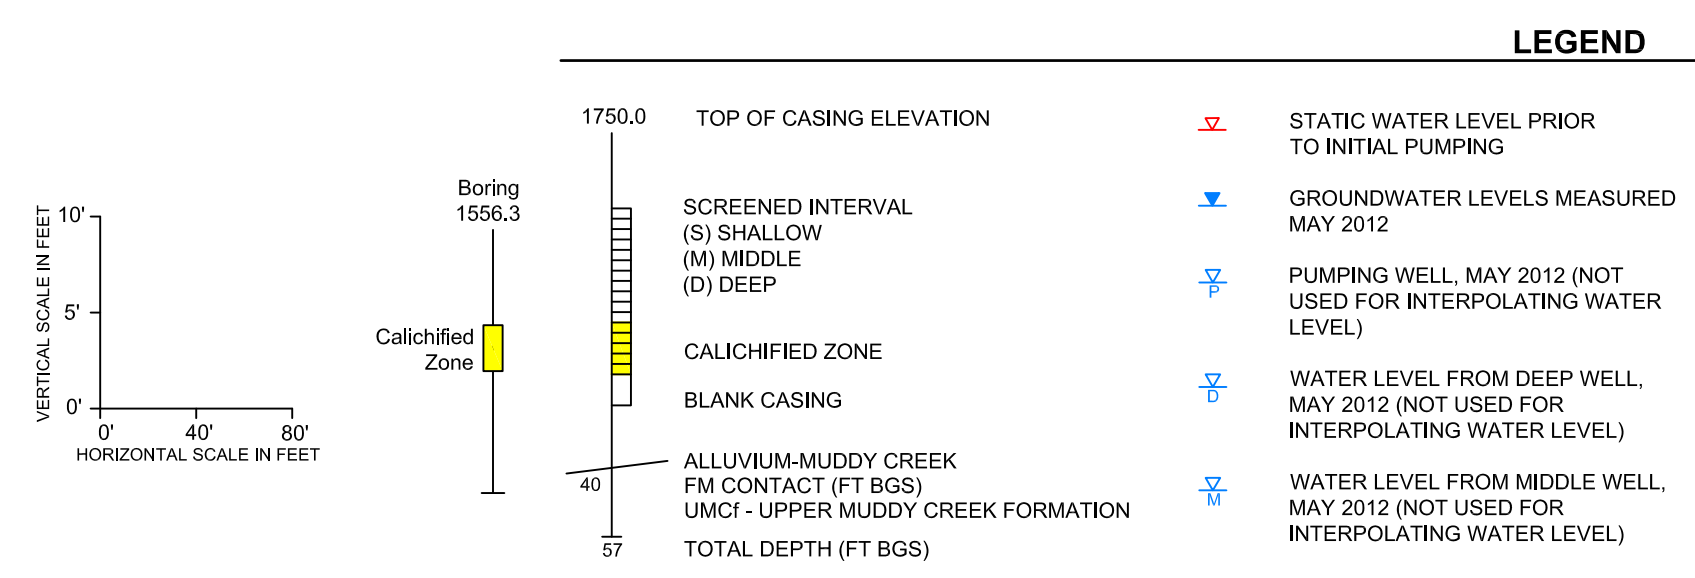 LEGEND
VERTICAL SCALE IN FEET
10'
5'
0'
0' 40' 80'
HORIZONTAL SCALE IN FEET
Boring
1556.3
Calichified
Zone
1750.0 TOP OF CASING ELEVATION
SCREENED INTERVAL
(S) SHALLOW
(M) MIDDLE
(D) DEEP
CALICHIFIED ZONE
BLANK CASING
40
ALLUVIUM-MUDDY CREEK
FM CONTACT (FT BGS)
UMCf - UPPER MUDDY CREEK FORMATION
57 TOTAL DEPTH (FT BGS)
STATIC WATER LEVEL PRIOR
TO INITIAL PUMPING
GROUNDWATER LEVELS MEASURED
MAY 2012
P
PUMPING WELL, MAY 2012 (NOT
USED FOR INTERPOLATING WATER
LEVEL)
D
WATER LEVEL FROM DEEP WELL,
MAY 2012 (NOT USED FOR
INTERPOLATING WATER LEVEL)
M
WATER LEVEL FROM MIDDLE WELL,
MAY 2012 (NOT USED FOR
INTERPOLATING WATER LEVEL)